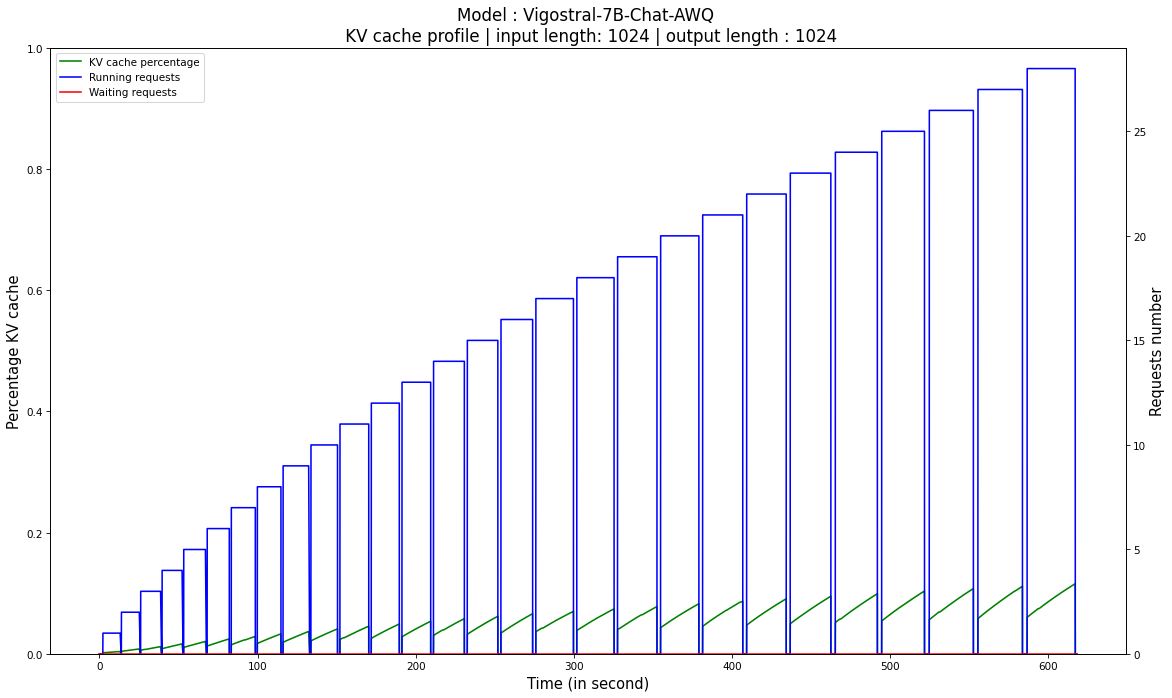 Model : Vigostral-7B-Chat-AWQ
KV cache profile | input length: 1024 | output length : 1024
KV cache percentage
Running requests
Waiting requests
Percentage KV cache
1.0
0.8
0.6
0.4
0.2
0.0
0
100
200
300
400
500
600
Time (in second)
25
20
15
10
5
0
Requests number